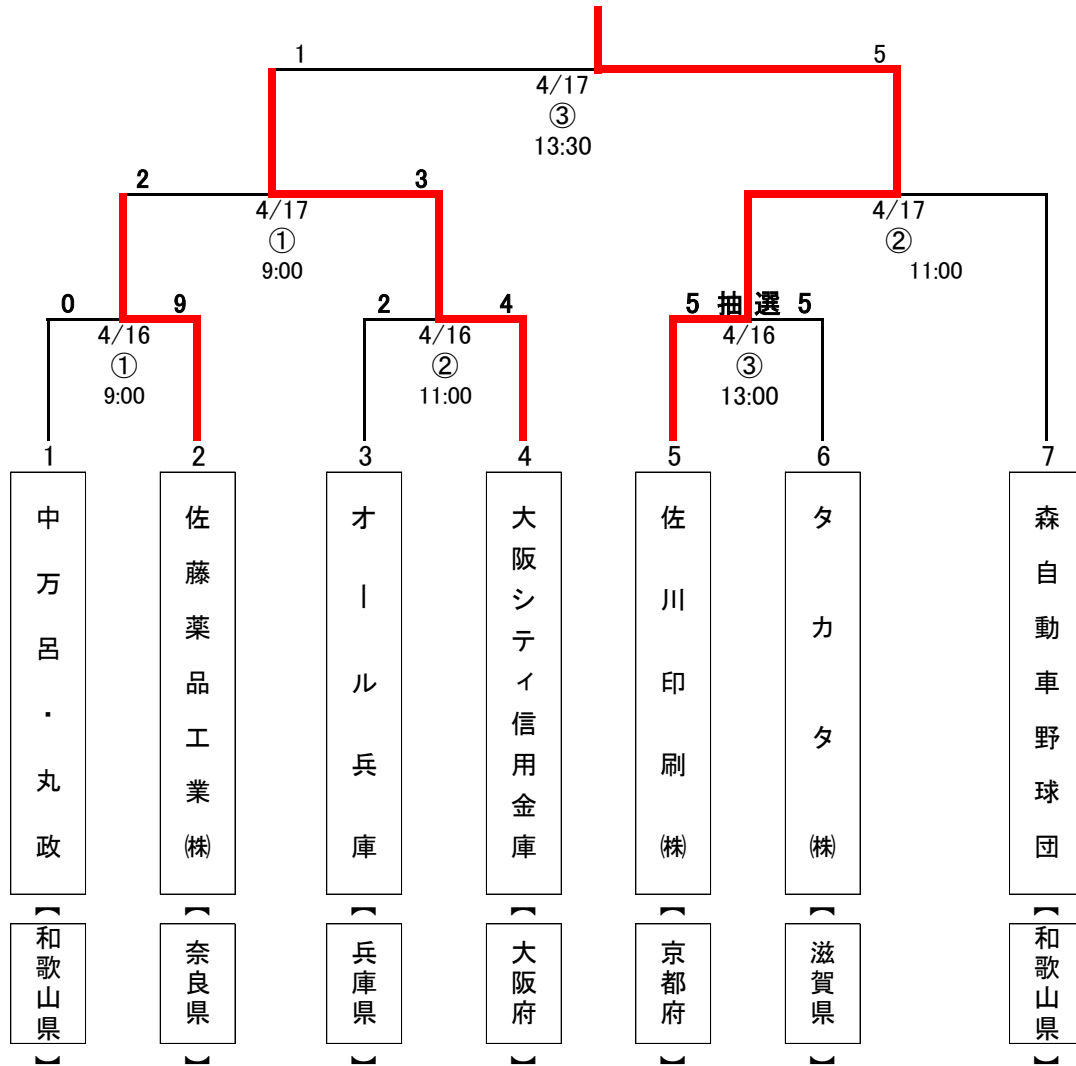 1 5
4/17
③
13:30
2 3
4/17
①
9:00
4/17
②
11:00
0 9
4/16
①
9:00
2 4
4/16
②
11:00
5 抽選 5
4/16
③
13:00
1 2 3 4 5 6 7
中万呂・丸政
佐藤薬品工業㈱
オール兵庫
大阪シティ信用金庫
佐川印刷㈱
タカタ㈱
森自動車野球団
【和歌山県】
【奈良県】
【兵庫県】
【大阪府】
【京都府】
【滋賀県】
【和歌山県】